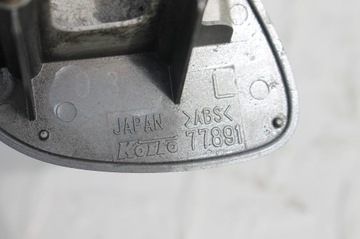 L
JAPAN >ABS<
KOITO 77891